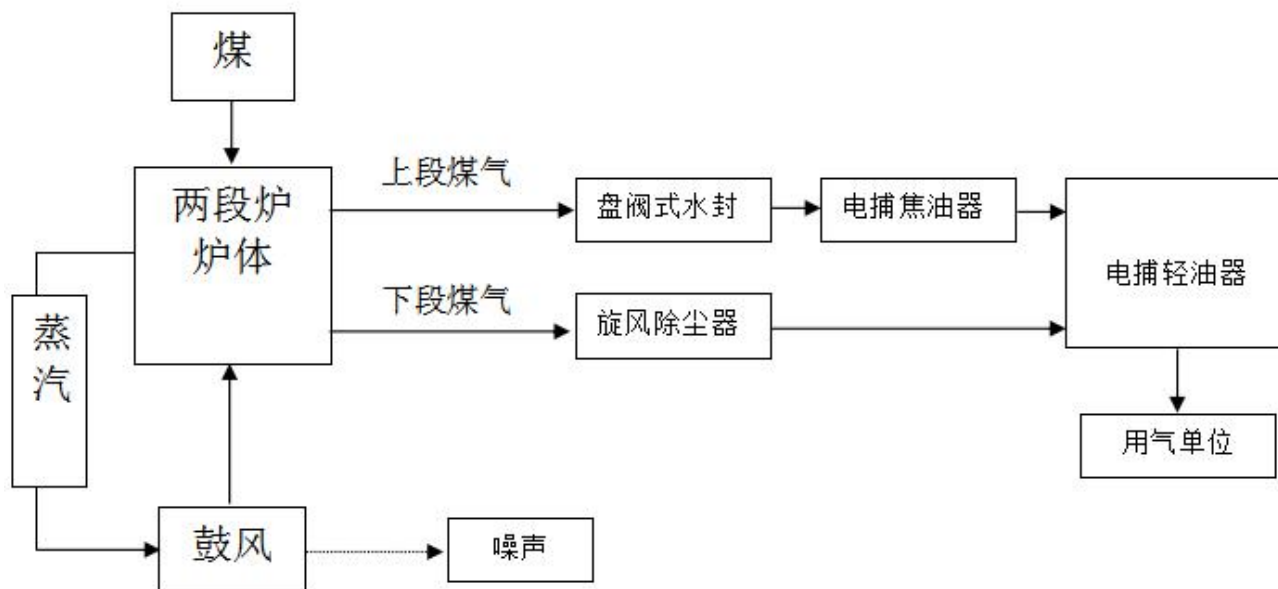 煤
两段炉
炉体
上段煤气
盘阀式水封
电捕焦油器
电捕轻油器
下段煤气
旋风除尘器
蒸
汽
用气单位
鼓风
噪声